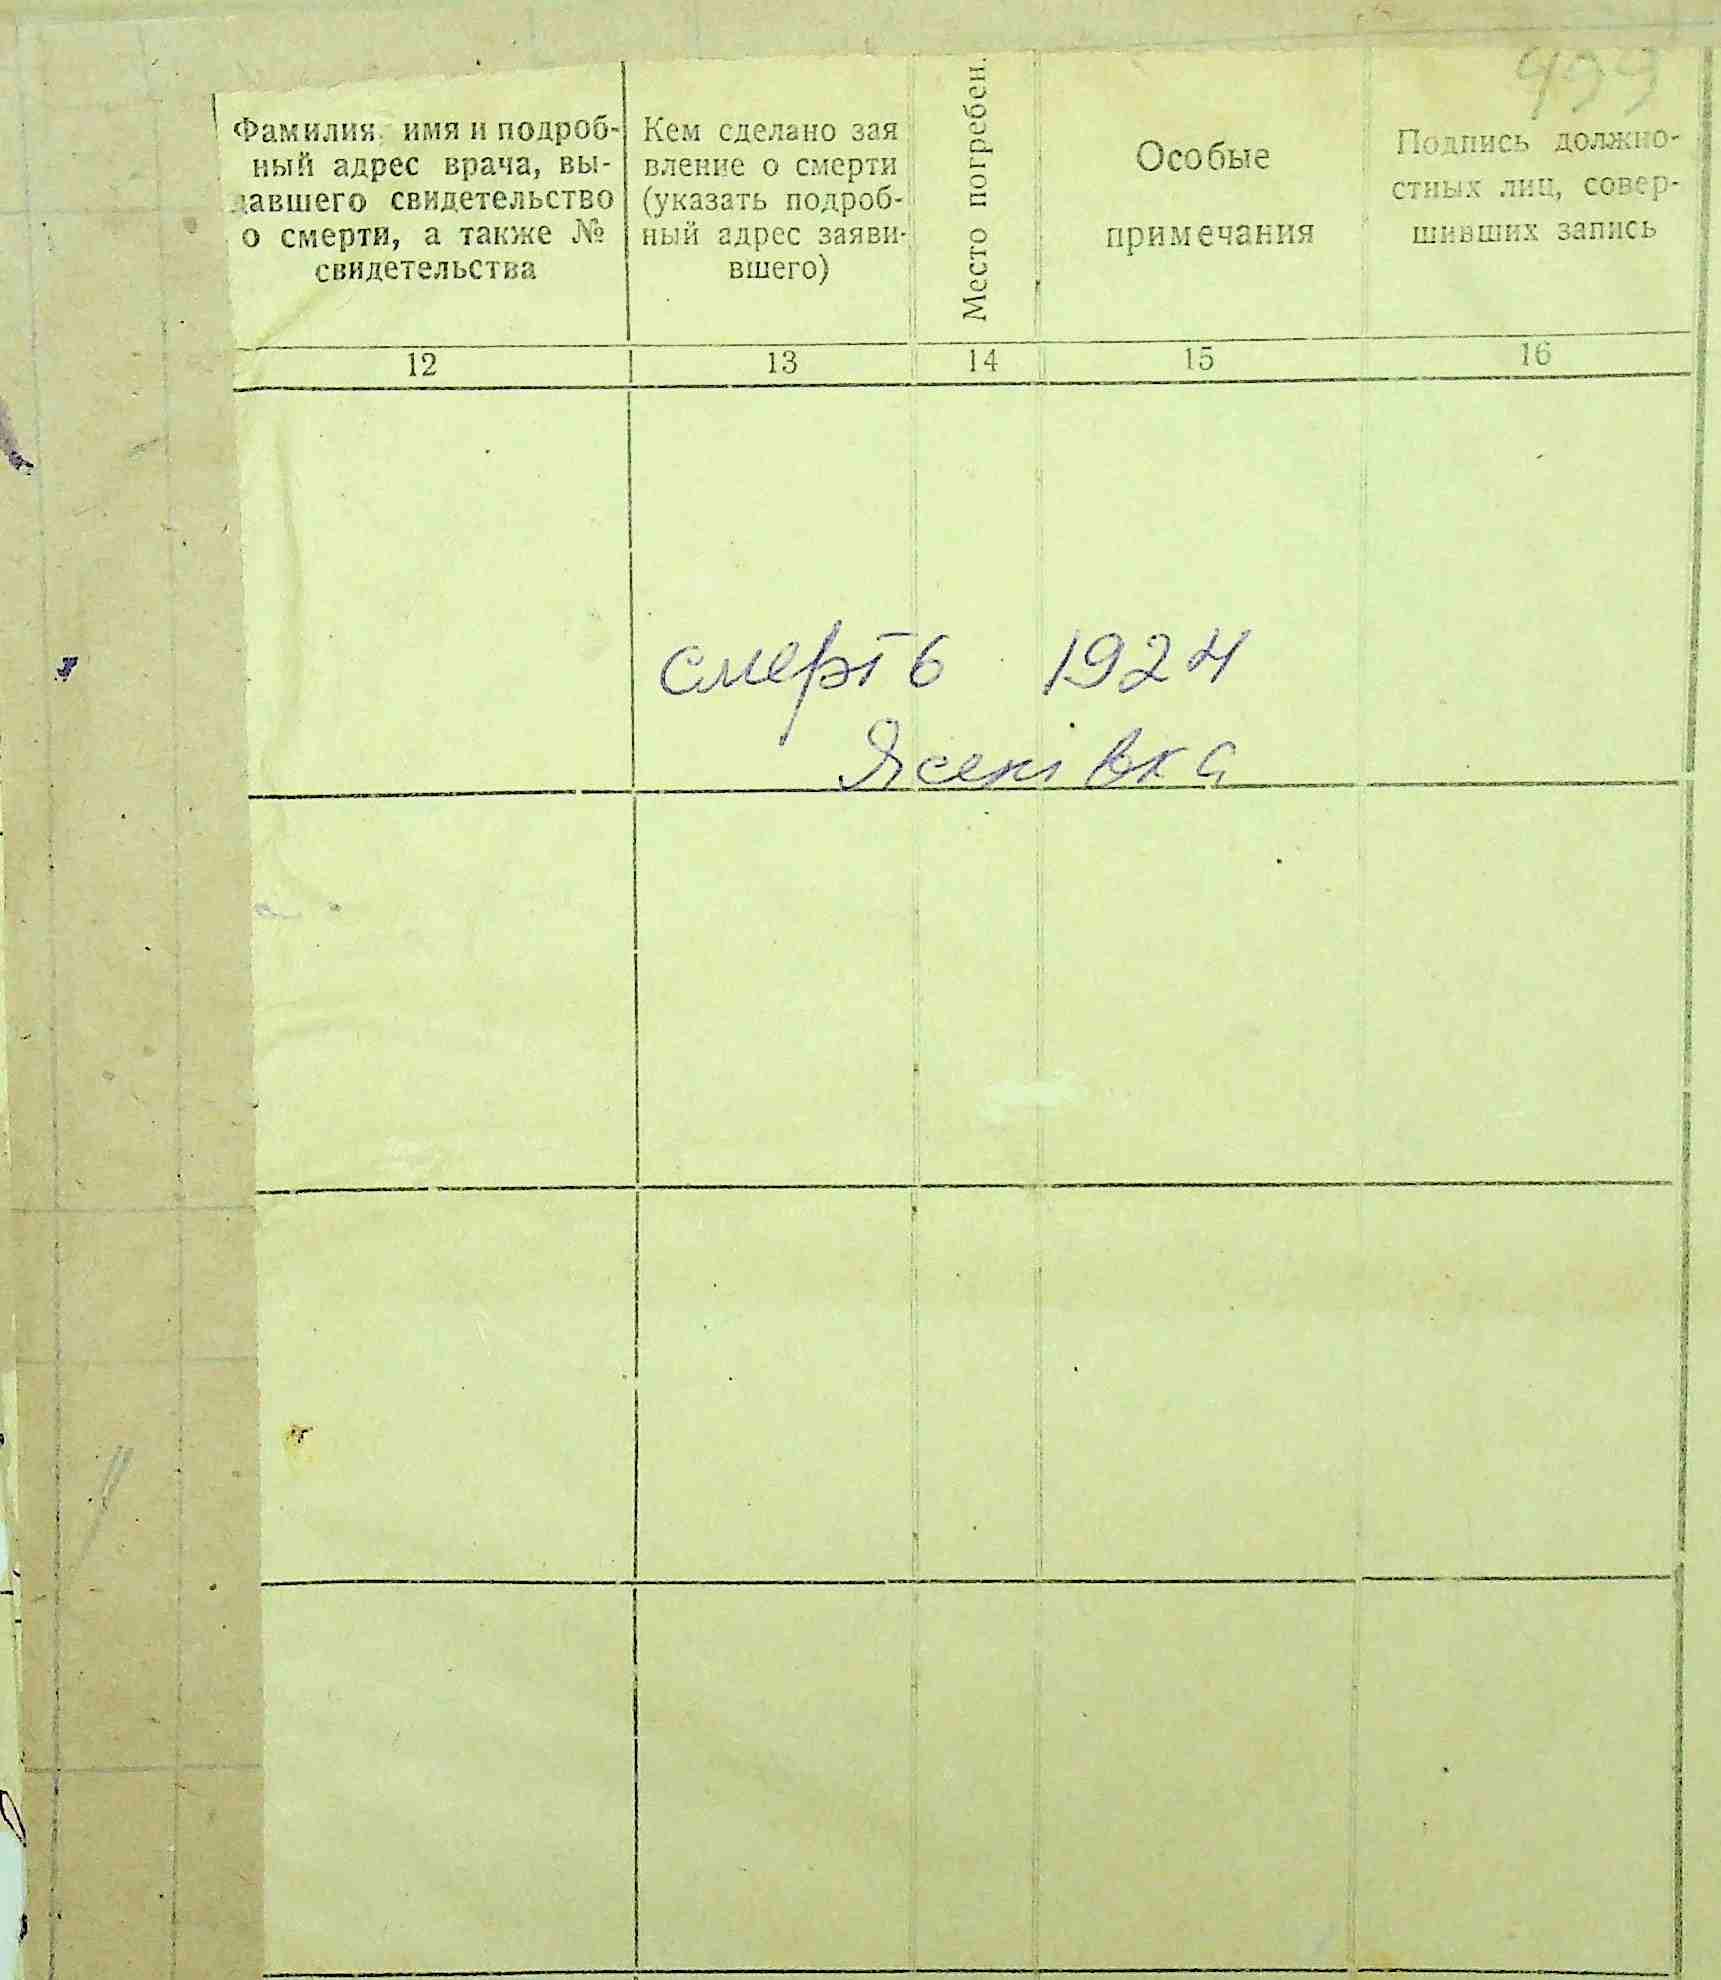 499
Фамилия, имя и подроб-
ный адрес врача, вы-
давшего свидетельство
о смерти, а также №
свидетельства
Кем сделано зая
вление о смерти
(указать подроб-
ный адрес заяви-
вшего)
Место погребен.
Особые
примечания
Подпись должно-
стных лиц, совер-
шивших запись
12 13 14 15 16
смерть 1924
Ясенівка